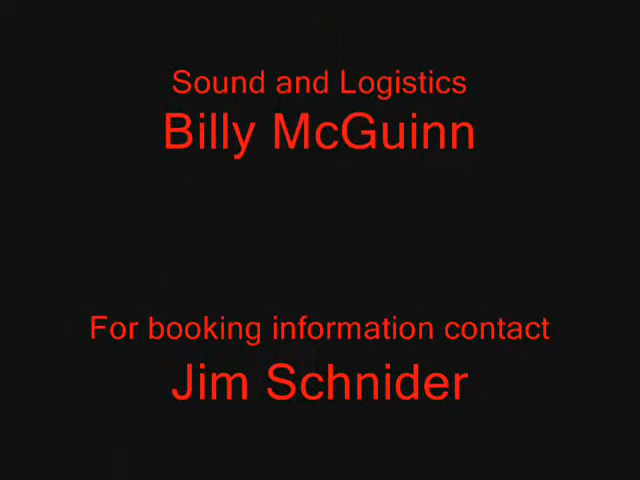 Sound and Logistics
Billy McGuinn
For booking information contact
Jim Schnider